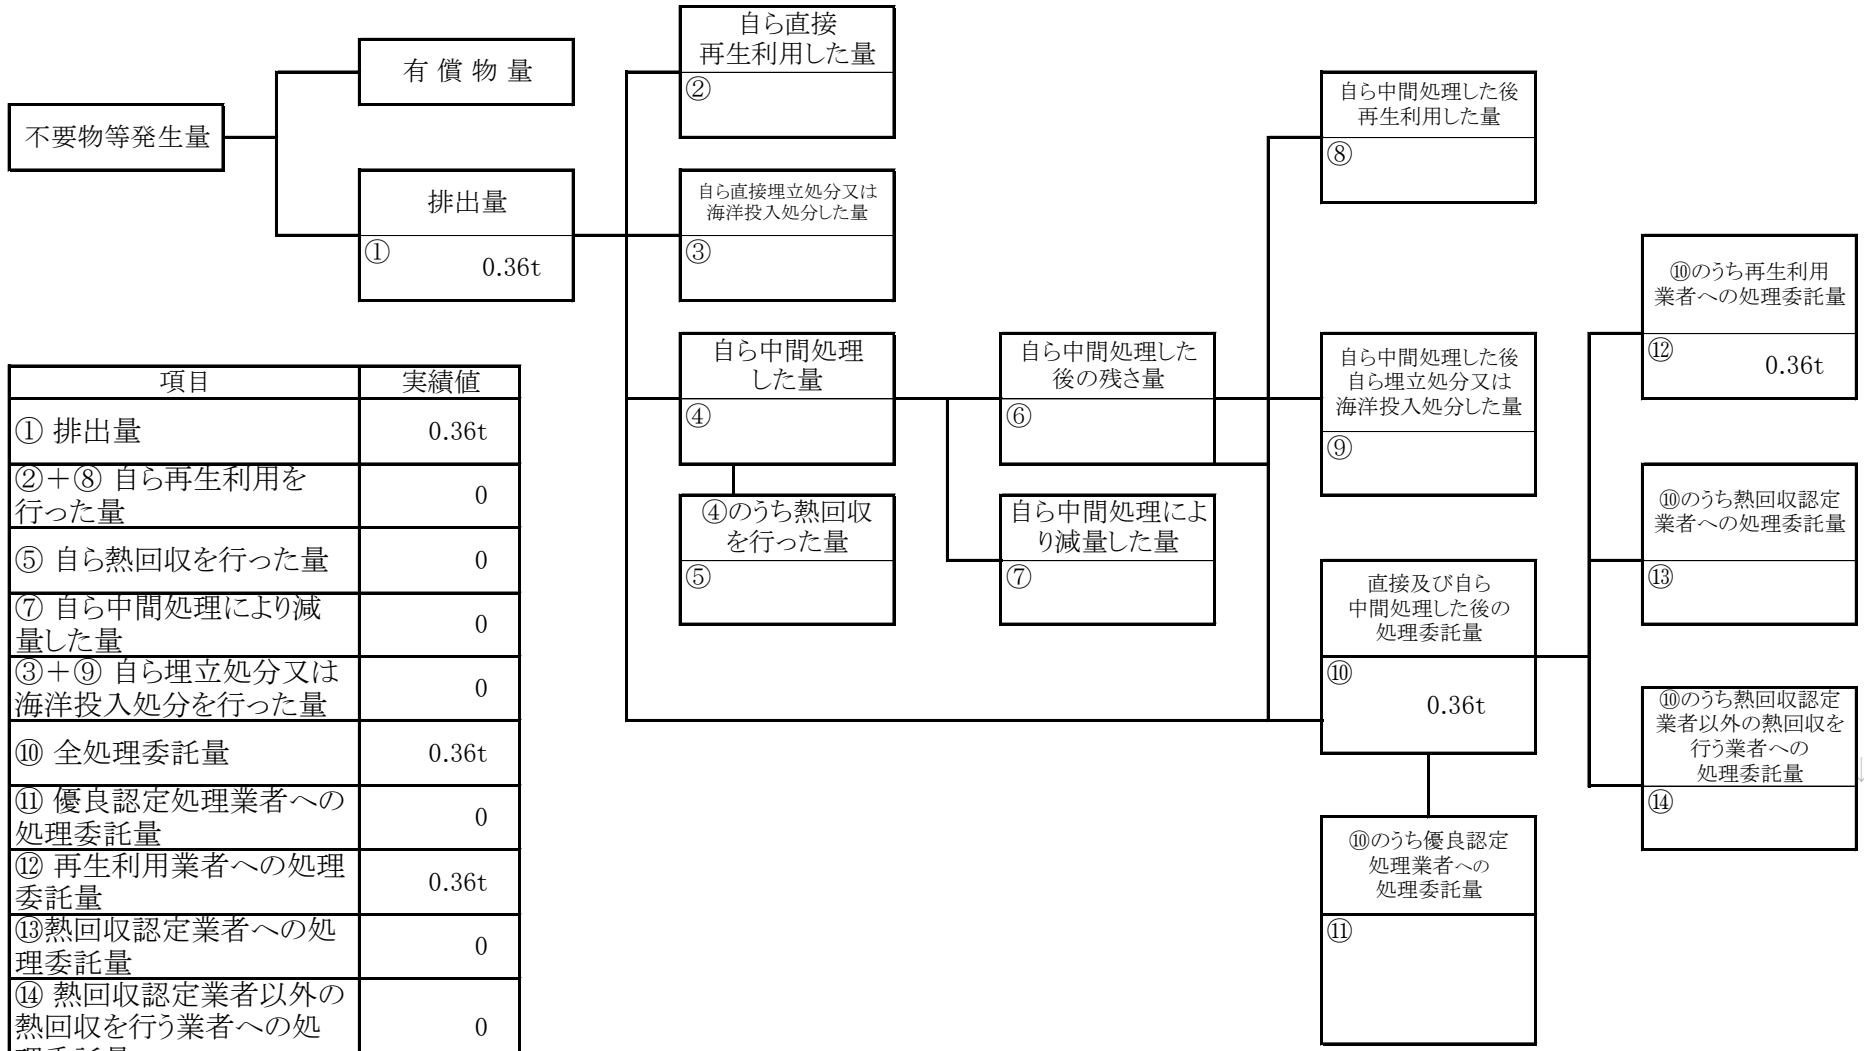 不要物等発生量
有 償 物 量
排出量
①
0.36t
自ら直接
再生利用した量
②
自ら直接埋立処分又は
海洋投入処分した量
③
自ら中間処理
した量
④
④のうち熱回収
を行った量
⑤
自ら中間処理した
後の残さ量
⑥
自ら中間処理によ
り減量した量
⑦
自ら中間処理した後
再生利用した量
⑧
自ら中間処理した後
自ら埋立処分又は
海洋投入処分した量
⑨
直接及び自ら
中間処理した後の
処理委託量
⑩
0.36t
⑩のうち優良認定
処理業者への
処理委託量
⑪
⑩のうち再生利用
業者への処理委託量
⑫
0.36t
⑩のうち熱回収認定
業者への処理委託量
⑬
⑩のうち熱回収認定
業者以外の熱回収を
行う業者への
処理委託量
⑭
項目 実績値
① 排出量 0.36t
②＋⑧ 自ら再生利用を
行った量 0
⑤ 自ら熱回収を行った量 0
⑦ 自ら中間処理により減
量した量 0
③＋⑨ 自ら埋立処分又は
海洋投入処分を行った量 0
⑩ 全処理委託量 0.36t
⑪ 優良認定処理業者への
処理委託量 0
⑫ 再生利用業者への処理
委託量 0.36t
⑬熱回収認定業者への処
理委託量 0
⑭ 熱回収認定業者以外の
熱回収を行う業者への処 0